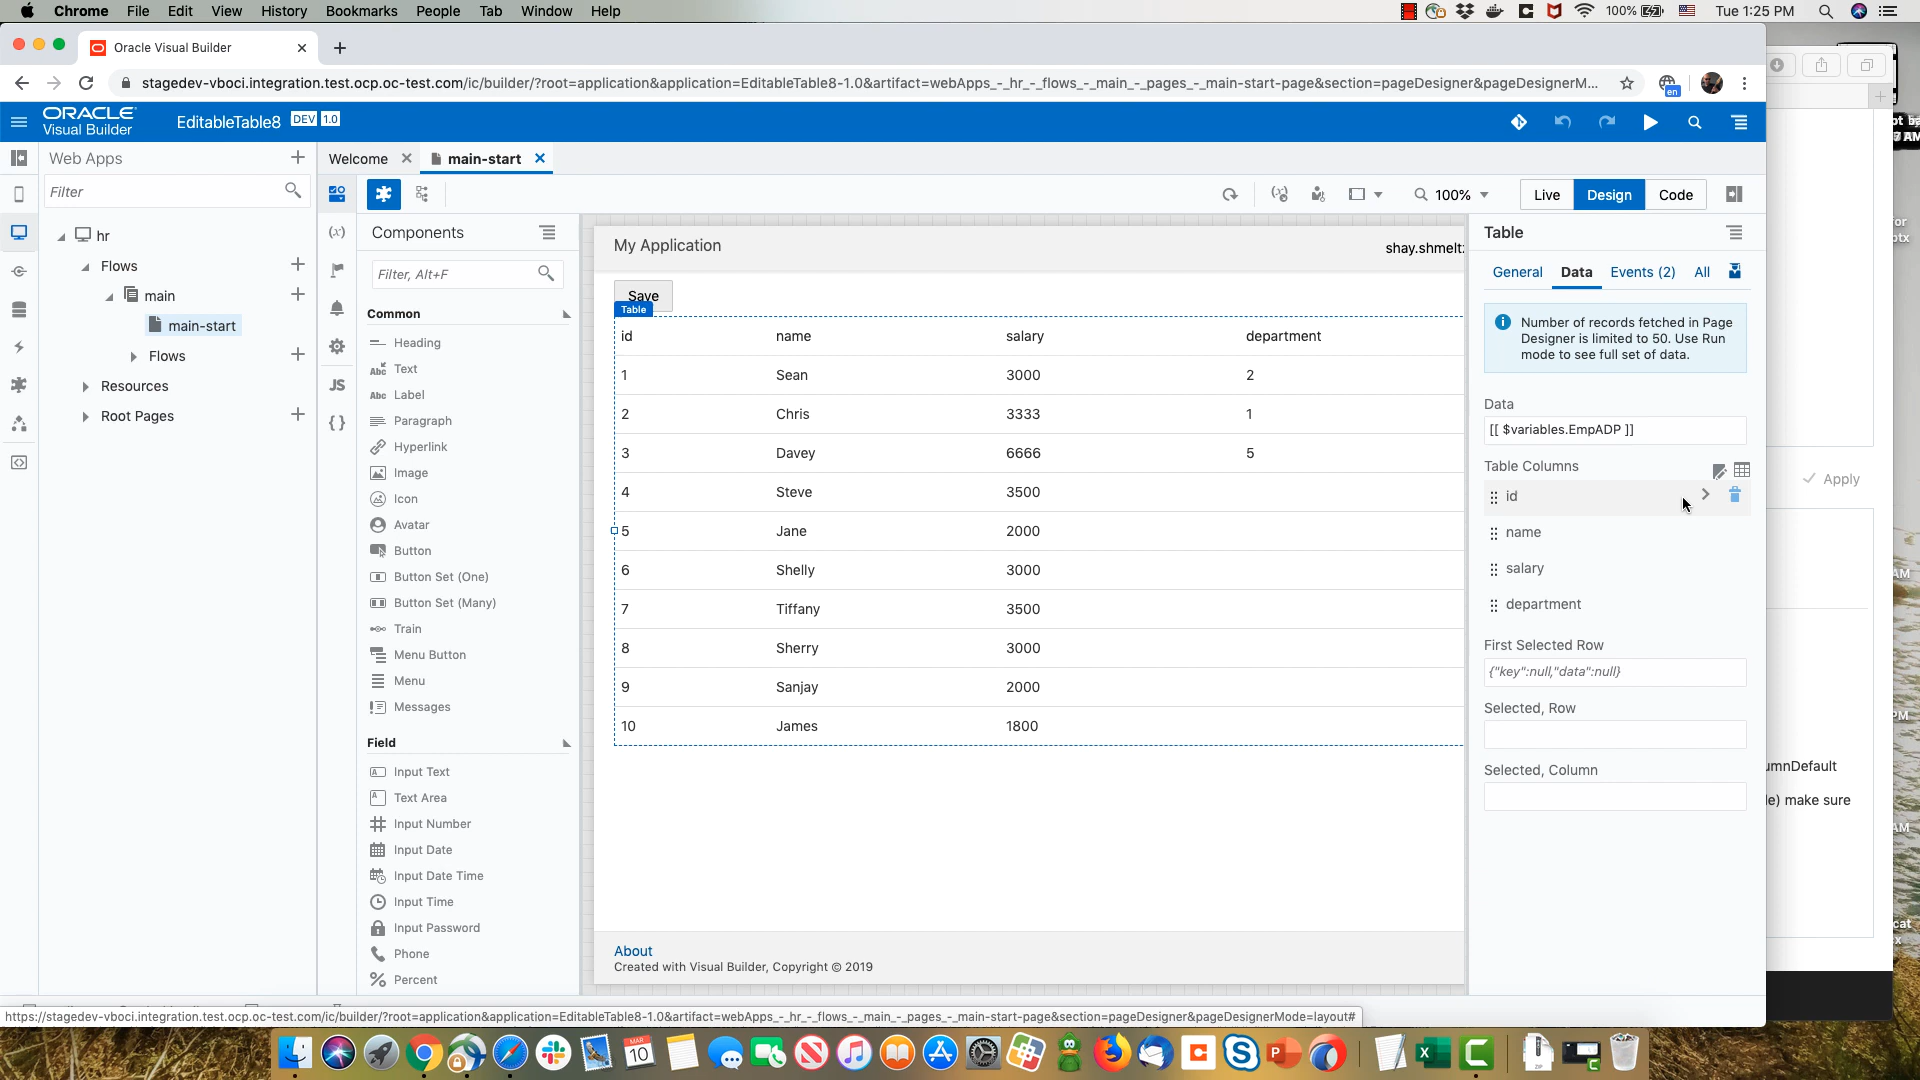 Chrome File Edit View History Bookmarks People Tab Window Help
100% Tue 1:25 PM
Oracle Visual Builder
stagedev-vboci.integration.test.ocp.oc-test.com/ic/builder/?root=application&application=EditableTable8-1.0&artifact=webApps_-_hr_-_flows_-_main_-_pages_-_main-start-page&section=pageDesigner&pageDesignerM...
en
ORACLE
Visual Builder
EditableTable8 DEV 1.0
Web Apps
Filter
hr
Flows
main
main-start
Flows
Resources
Root Pages
Welcome
main-start
100%
Live Design Code
Components
Filter, Alt+F
Common
Heading
Abc Text
Abc Label
Paragraph
Hyperlink
Image
Icon
Avatar
Button
Button Set (One)
Button Set (Many)
Train
Menu Button
Menu
Messages
Field
Input Text
Text Area
Input Number
Input Date
Input Date Time
Input Time
Input Password
Phone
Percent
(x)
JS
{ }
My Application
shay.shmeltz
Save
Table
id name salary department
1 Sean 3000 2
2 Chris 3333 1
3 Davey 6666 5
4 Steve 3500
5 Jane 2000
6 Shelly 3000
7 Tiffany 3500
8 Sherry 3000
9 Sanjay 2000
10 James 1800
About
Created with Visual Builder, Copyright © 2019
Table
General Data Events (2) All
Number of records fetched in Page
Designer is limited to 50. Use Run
mode to see full set of data.
Data
[[ $variables.EmpADP ]]
Table Columns
id
name
salary
department
First Selected Row
{"key":null,"data":null}
Selected, Row
Selected, Column
Apply
umnDefault
le) make sure
https://stagedev-vboci.integration.test.ocp.oc-test.com/ic/builder/?root=application&application=EditableTable8-1.0&artifact=webApps_-_hr_-_flows_-_main_-_pages_-_main-start-page&section=pageDesigner&pageDesignerMode=layout#
MAR
10